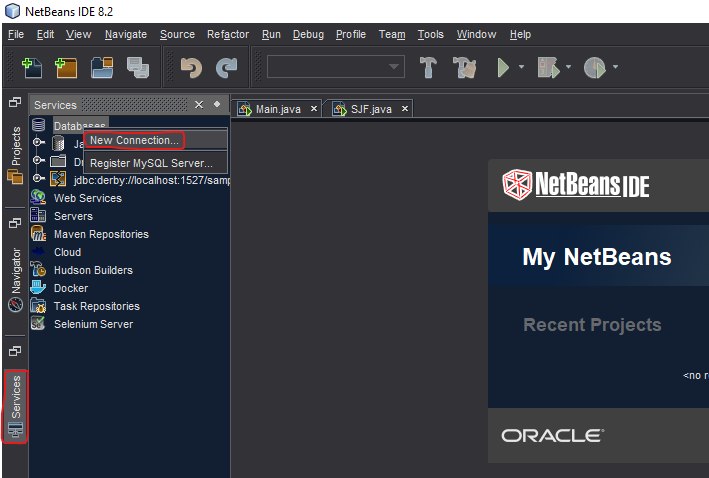 NetBeans IDE 8.2
File Edit View Navigate Source Refactor Run Debug Profile Team Tools Window Help
Services
Main.java
SJF.java
Databases
New Connection...
Ja
Register MySQL Server...
Dr
jdbc:derby://localhost:1527/samp
Web Services
Servers
Maven Repositories
Cloud
Hudson Builders
Docker
Task Repositories
Selenium Server
Projects
Navigator
Services
NetBeans IDE
My NetBeans
Recent Projects
<no r
ORACLE